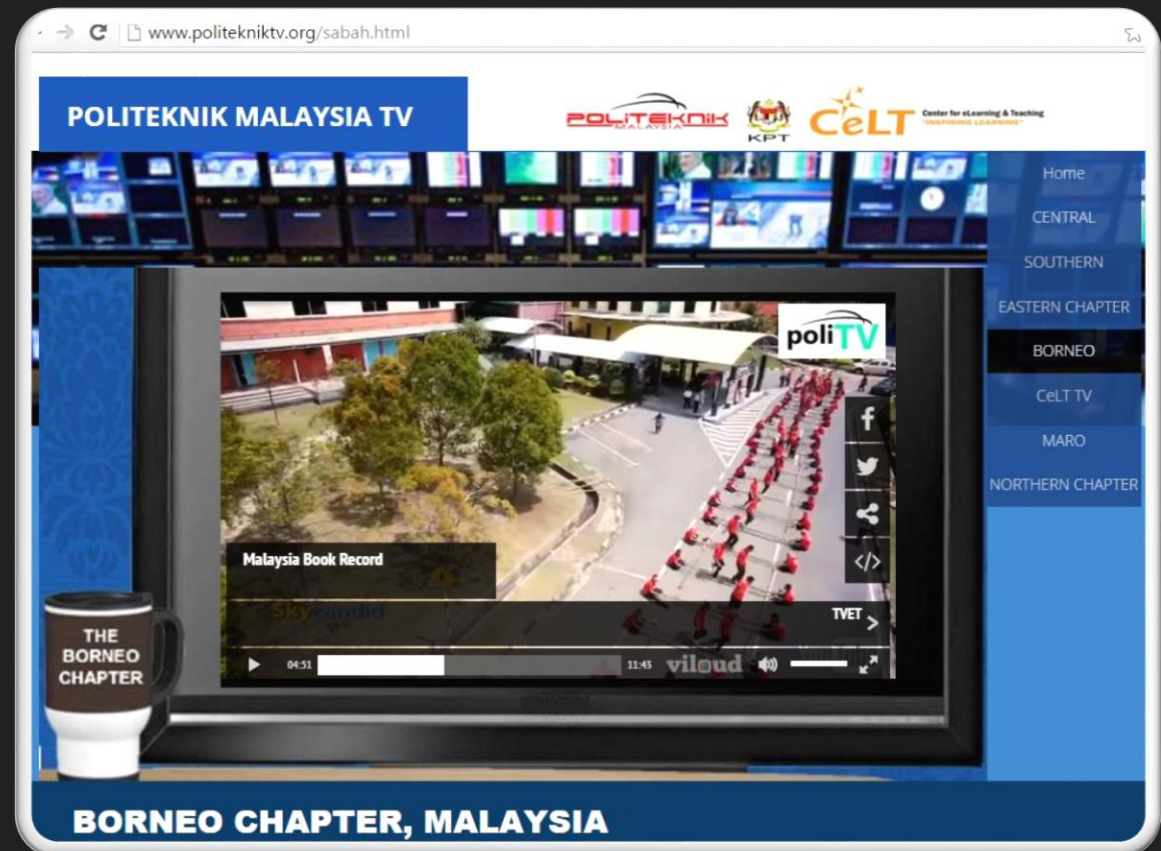 www.politekniktv.org/sabah.html
POLITEKNIK MALAYSIA TV
POLITEKNIK
MALAYSIA
KPT
CeLT
Center for eLearning & Teaching
"INSPIRING LEARNING"
Home
CENTRAL
SOUTHERN
EASTERN CHAPTER
BORNEO
CeLT TV
MARO
NORTHERN CHAPTER
poliTV
Malaysia Book Record
Skycandid
TVET
04:51
11:43
viloud
THE
BORNEO
CHAPTER
BORNEO CHAPTER, MALAYSIA